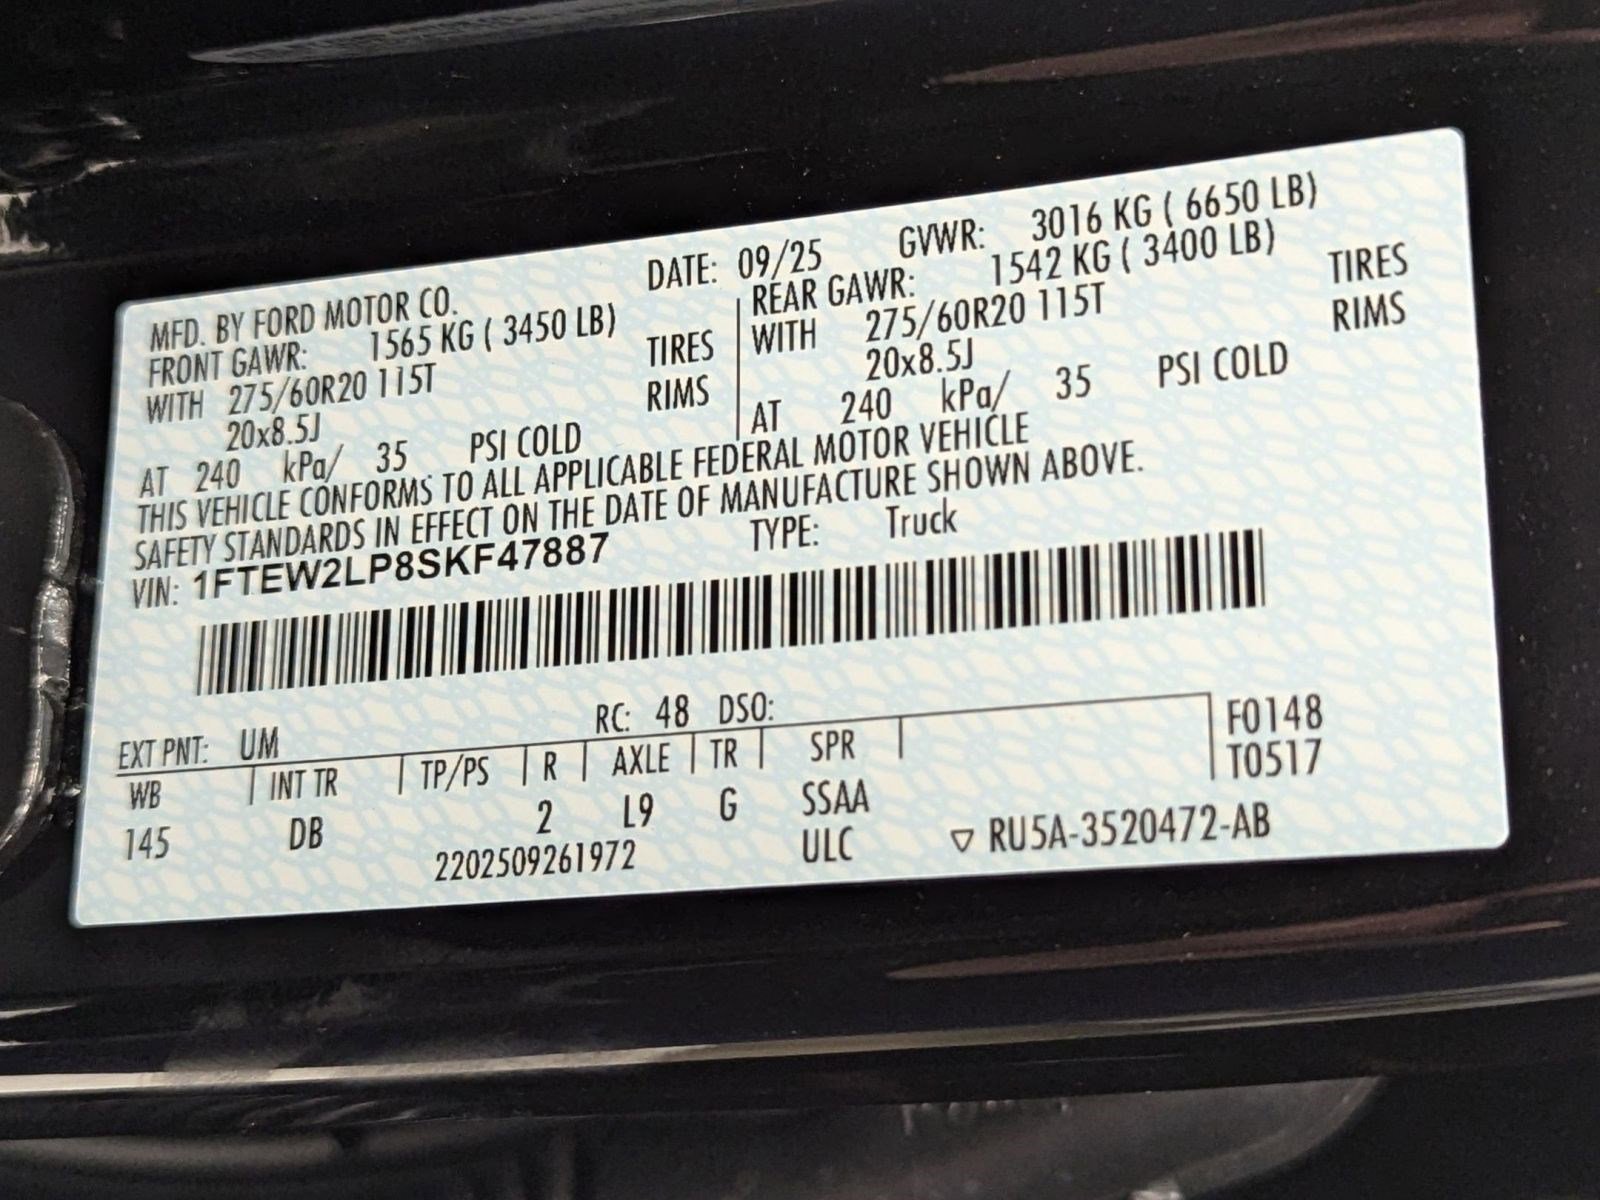 MFD. BY FORD MOTOR CO.
DATE: 09/25 GVWR: 3016 KG ( 6650 LB)
FRONT GAWR: 1565 KG ( 3450 LB)
WITH 275/60R20 115T TIRES
20x8.5J RIMS
AT 240 kPa/ 35 PSI COLD
REAR GAWR: 1542 KG ( 3400 LB)
WITH 275/60R20 115T TIRES
20x8.5J RIMS
AT 240 kPa/ 35 PSI COLD
THIS VEHICLE CONFORMS TO ALL APPLICABLE FEDERAL MOTOR VEHICLE
SAFETY STANDARDS IN EFFECT ON THE DATE OF MANUFACTURE SHOWN ABOVE.
VIN: 1FTEW2LP8SKF47887 TYPE: Truck
EXT PNT: UM RC: 48 DSO: F0148
WB INT TR TP/PS R AXLE TR SPR T0517
145 DB 2 L9 G SSAA
2202509261972 ULC ▽ RU5A-3520472-AB